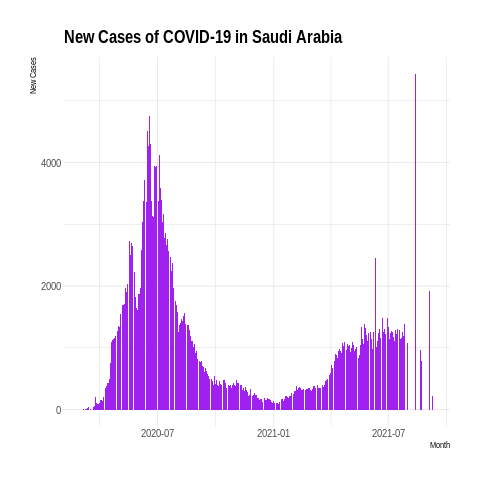 New Cases of COVID-19 in Saudi Arabia
New Cases
4000
2000
0
2020-07
2021-01
2021-07
Month